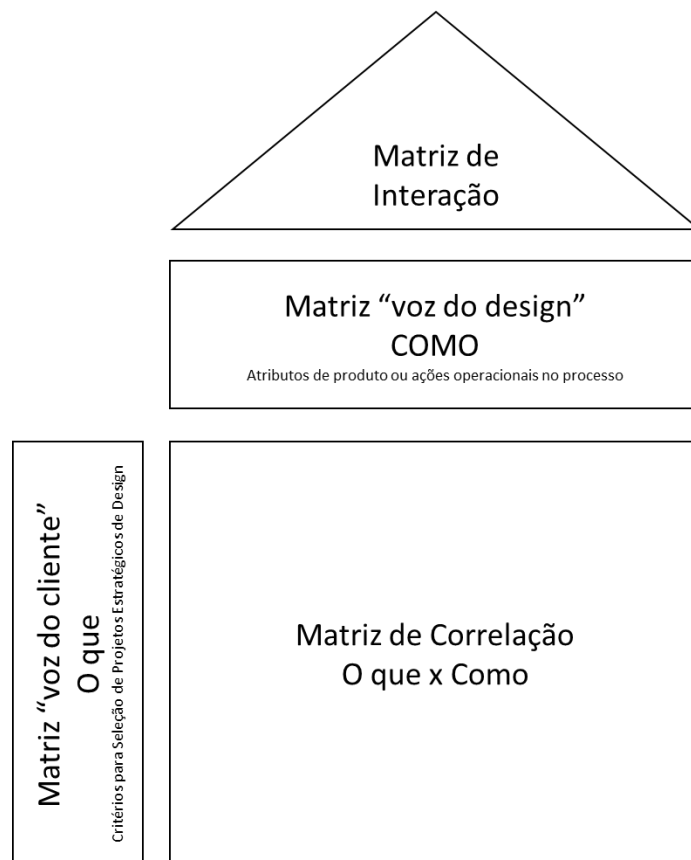 Matriz de
Interação
Matriz “voz do design”
COMO
Atributos de produto ou ações operacionais no processo
Matriz “voz do cliente”
O que
Critérios para Seleção de Projetos Estratégicos de Design
Matriz de Correlação
O que x Como